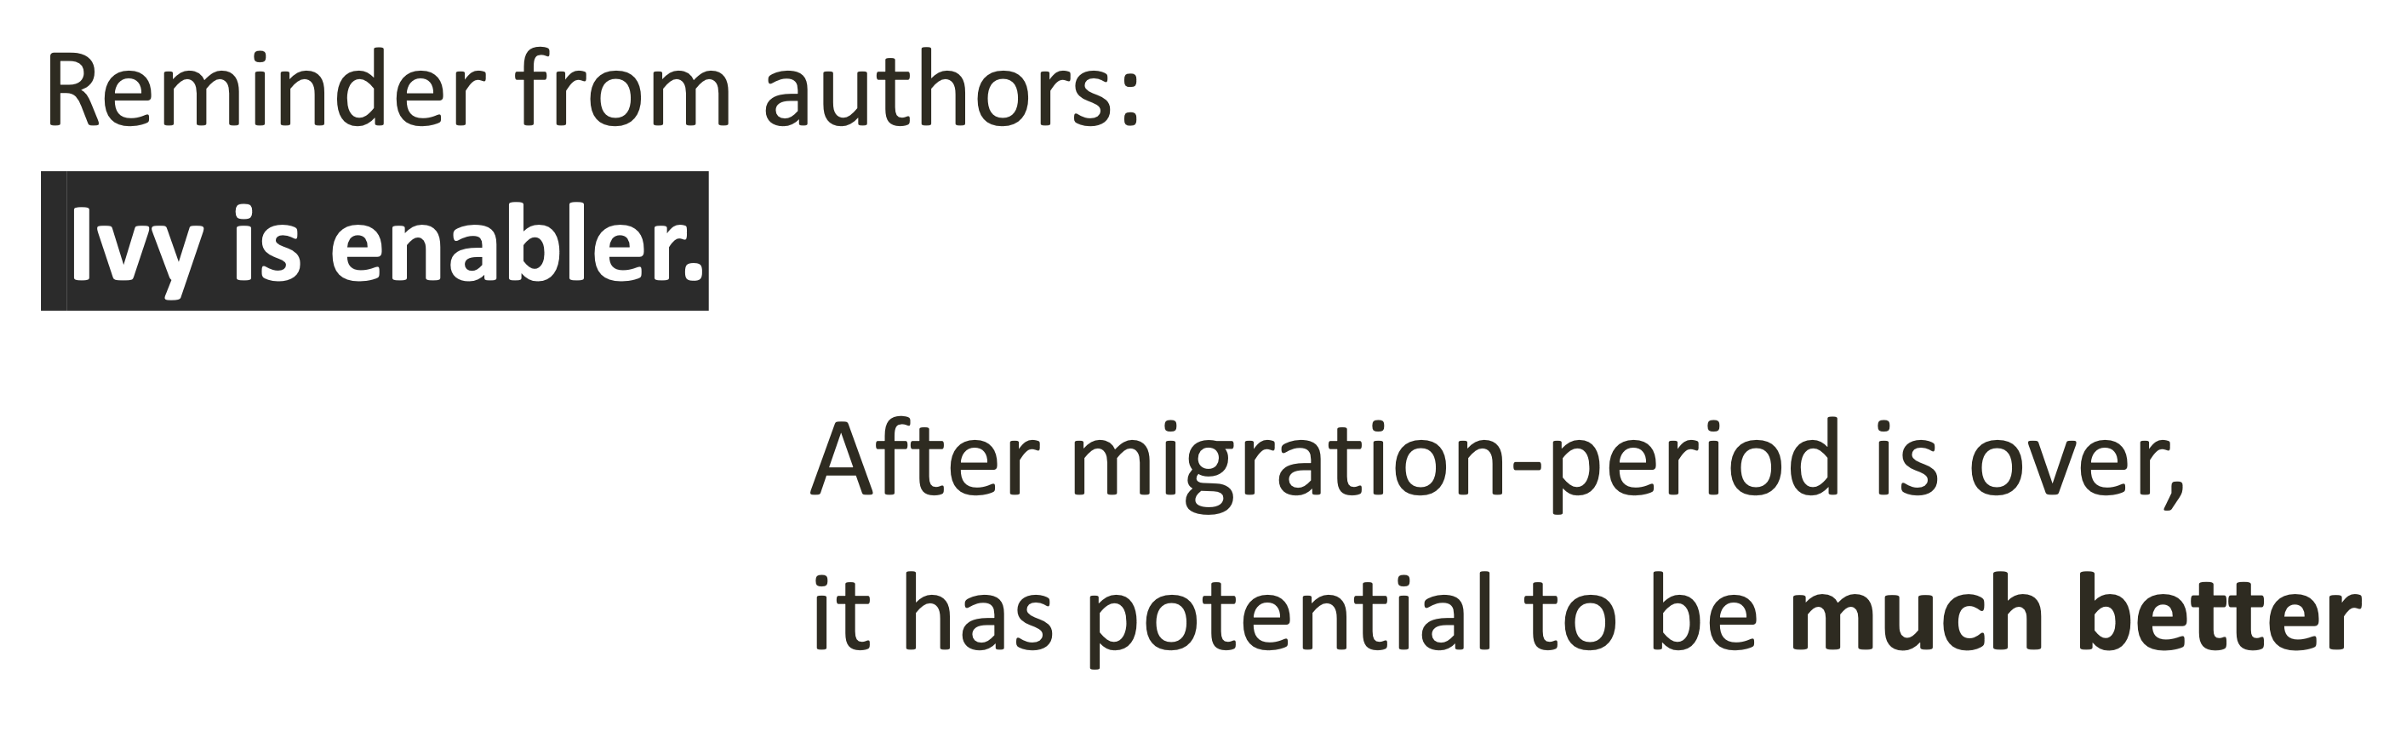 Reminder from authors:
Ivy is enabler.
After migration-period is over,
it has potential to be much better